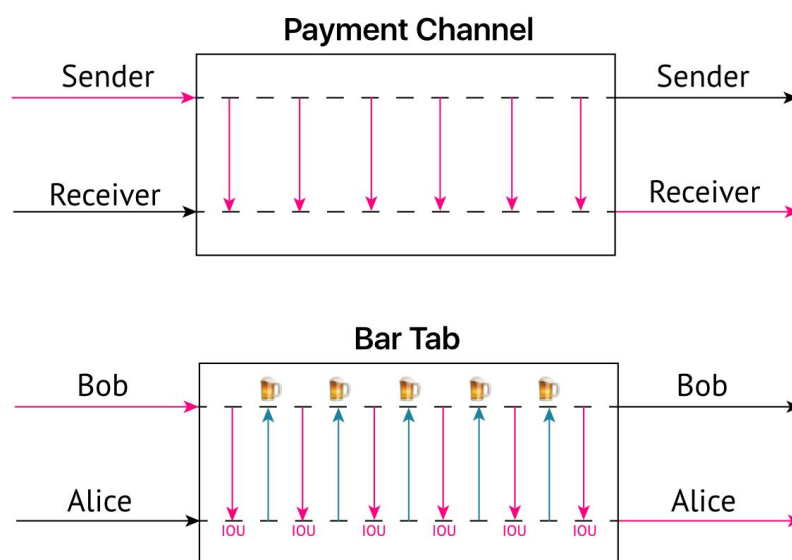 Payment Channel
Sender
Sender
Receiver
Receiver
Bar Tab
Bob
Bob
Alice
Alice
IOU IOU IOU IOU IOU IOU